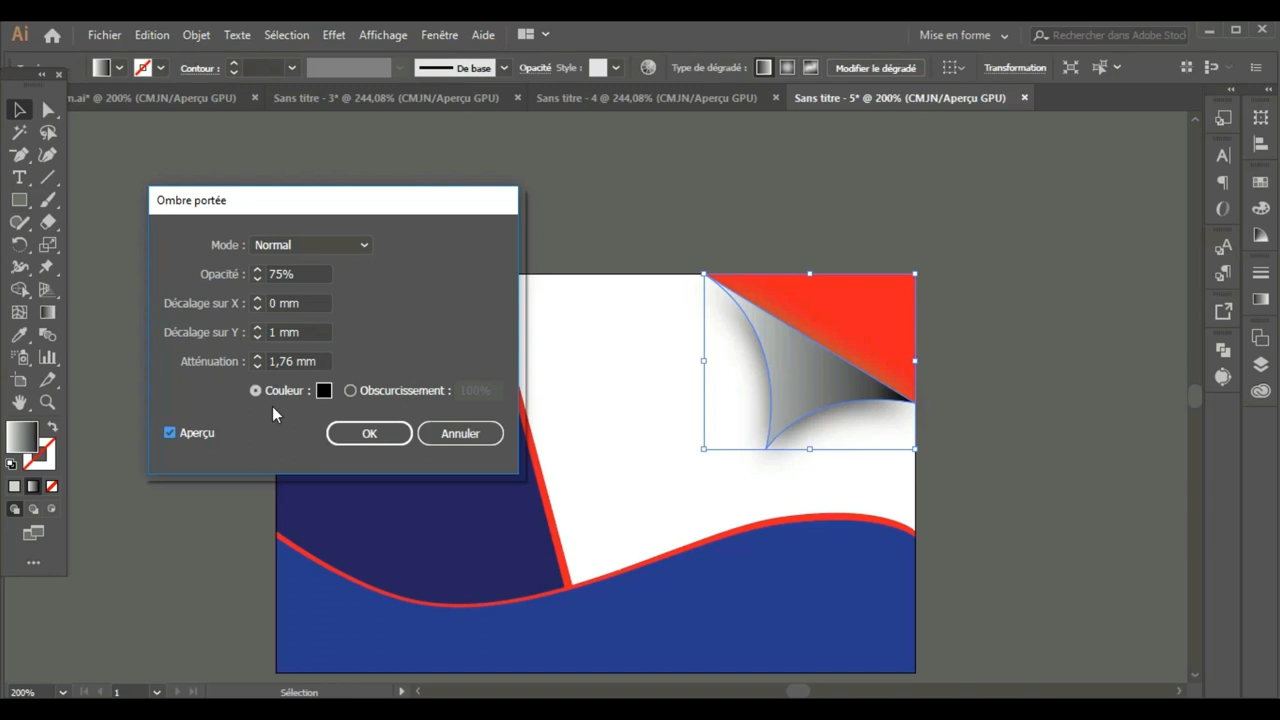 Ai Fichier Edition Objet Texte Sélection Effet Affichage Fenêtre Aide Mise en forme Rechercher dans Adobe Stock
Contour : De base Opacité Style : Type de dégradé : Modifier le dégradé Transformation
m.ai* @ 200% (CMJN/Aperçu GPU) Sans titre - 3* @ 244,08% (CMJN/Aperçu GPU) Sans titre - 4 @ 244,08% (CMJN/Aperçu GPU) Sans titre - 5* @ 200% (CMJN/Aperçu GPU)
Ombre portée
Mode : Normal
Opacité : 75%
Décalage sur X : 0 mm
Décalage sur Y : 1 mm
Atténuation : 1,76 mm
Couleur : Obscurcissement : 100%
Aperçu OK Annuler
200% 1 Sélection